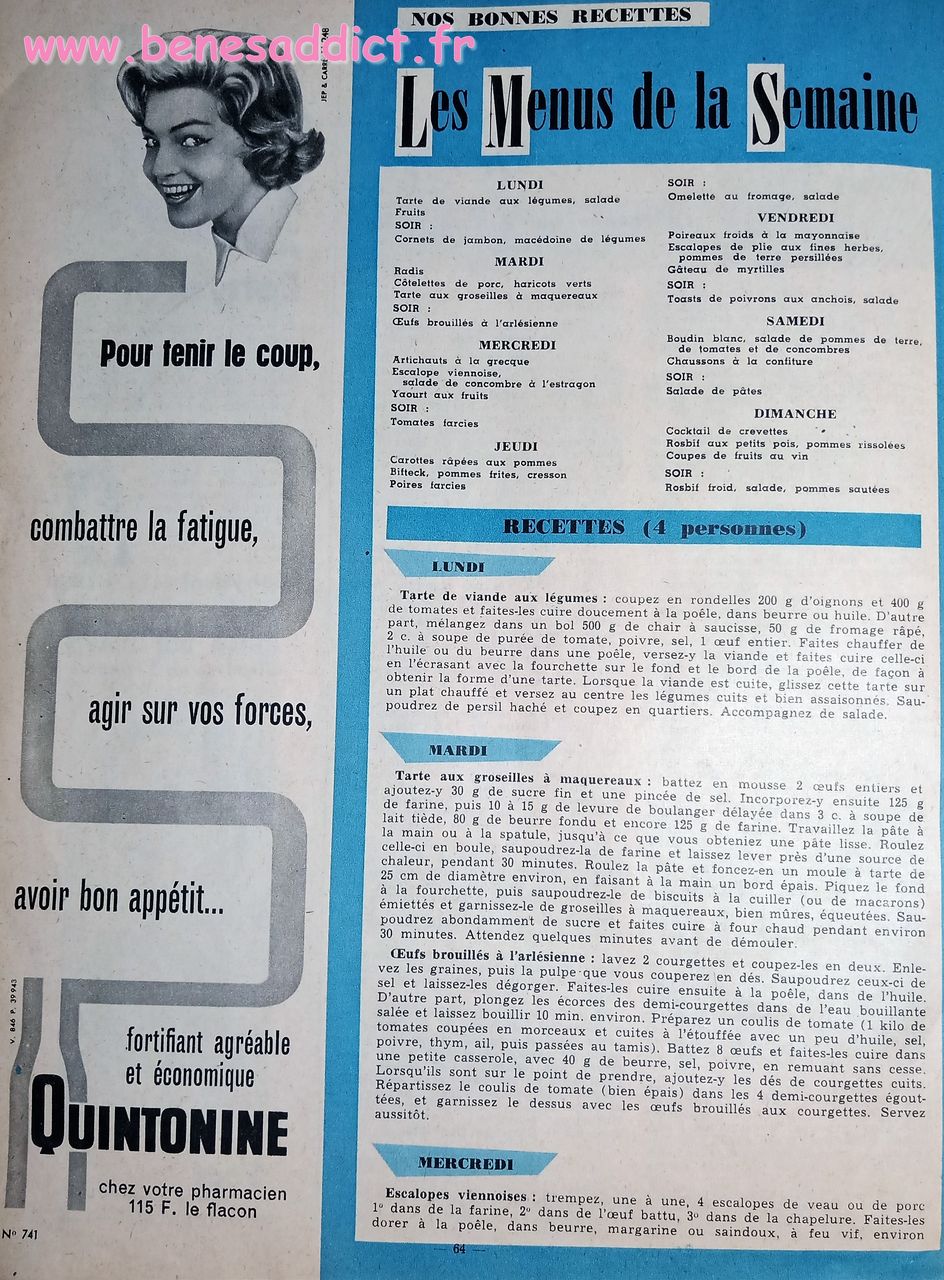 www.benesaddict.fr
Pour tenir le coup,
combattre la fatigue,
agir sur vos forces,
avoir bon appétit...
V. 846 P. 39943
fortifiant agréable
et économique
QUINTONINE
chez votre pharmacien
115 F. le flacon
Nº 741
NOS BONNES RECETTES
Les Menus de la Semaine
LUNDI
Tarte de viande aux légumes, salade
Fruits
SOIR :
Cornets de jambon, macédoine de légumes
MARDI
Radis
Côtelettes de porc, haricots verts
Tarte aux groseilles à maquereaux
SOIR :
Œufs brouillés à l'arlésienne
MERCREDI
Artichauts à la grecque
Escalope viennoise,
salade de concombre à l'estragon
Yaourt aux fruits
SOIR :
Tomates farcies
JEUDI
Carottes râpées aux pommes
Bifteck, pommes frites, cresson
Poires farcies
SOIR :
Omelette au fromage, salade
VENDREDI
Poireaux froids à la mayonnaise
Escalopes de plie aux fines herbes,
pommes de terre persillées
Gâteau de myrtilles
SOIR :
Toasts de poivrons aux anchois, salade
SAMEDI
Boudin blanc, salade de pommes de terre,
de tomates et de concombres
Chaussons à la confiture
SOIR :
Salade de pâtes
DIMANCHE
Cocktail de crevettes
Rosbif aux petits pois, pommes rissolées
Coupes de fruits au vin
SOIR :
Rosbif froid, salade, pommes sautées
RECETTES (4 personnes)
LUNDI
Tarte de viande aux légumes : coupez en rondelles 200 g d'oignons et 400 g
de tomates et faites-les cuire doucement à la poêle, dans beurre ou huile. D'autre
part, mélangez dans un bol 500 g de chair à saucisse, 50 g de fromage râpé,
2 c. à soupe de purée de tomate, poivre, sel, 1 œuf entier. Faites chauffer de
l'huile ou du beurre dans une poêle, versez-y la viande et faites cuire celle-ci
en l'écrasant avec la fourchette sur le fond et le bord de la poêle, de façon à
obtenir la forme d'une tarte. Lorsque la viande est cuite, glissez cette tarte sur
un plat chauffé et versez au centre les légumes cuits et bien assaisonnés. Sau-
poudrez de persil haché et coupez en quartiers. Accompagnez de salade.
MARDI
Tarte aux groseilles à maquereaux : battez en mousse 2 œufs entiers et
ajoutez-y 30 g de sucre fin et une pincée de sel. Incorporez-y ensuite 125 g
de farine, puis 10 à 15 g de levure de boulanger délayée dans 3 c. à soupe de
lait tiède, 80 g de beurre fondu et encore 125 g de farine. Travaillez la pâte à
la main ou à la spatule, jusqu'à ce que vous obteniez une pâte lisse. Roulez
celle-ci en boule, saupoudrez-la de farine et laissez lever près d'une source de
chaleur, pendant 30 minutes. Roulez la pâte et foncez-en un moule à tarte de
25 cm de diamètre environ, en faisant à la main un bord épais. Piquez le fond
à la fourchette, puis saupoudrez-le de biscuits à la cuiller (ou de macarons)
émiettés et garnissez-le de groseilles à maquereaux, bien mûres, équeutées. Sau-
poudrez abondamment de sucre et faites cuire à four chaud pendant environ
30 minutes. Attendez quelques minutes avant de démouler.
Œufs brouillés à l'arlésienne : lavez 2 courgettes et coupez-les en deux. Enle-
vez les graines, puis la pulpe que vous couperez en dés. Saupoudrez ceux-ci de
sel et laissez-les dégorger. Faites-les cuire ensuite à la poêle, dans de l'huile.
D'autre part, plongez les écorces des demi-courgettes dans de l'eau bouillante
salée et laissez bouillir 10 min. environ. Préparez un coulis de tomate (1 kilo de
tomates coupées en morceaux et cuites à l'étouffée avec un peu d'huile, sel,
poivre, thym, ail, puis passées au tamis). Battez 8 œufs et faites-les cuire dans
une petite casserole, avec 40 g de beurre, sel, poivre, en remuant sans cesse.
Lorsqu'ils sont sur le point de prendre, ajoutez-y les dés de courgettes cuits.
Répartissez le coulis de tomate (bien épais) dans les 4 demi-courgettes égout-
tées, et garnissez le dessus avec les œufs brouillés aux courgettes. Servez
aussitôt.
MERCREDI
Escalopes viennoises : trempez, une à une, 4 escalopes de veau ou de porc
1º dans de la farine, 2º dans de l'œuf battu, 3º dans de la chapelure. Faites-les
dorer à la poêle, dans beurre, margarine ou saindoux, à feu vif, environ
— 64 —